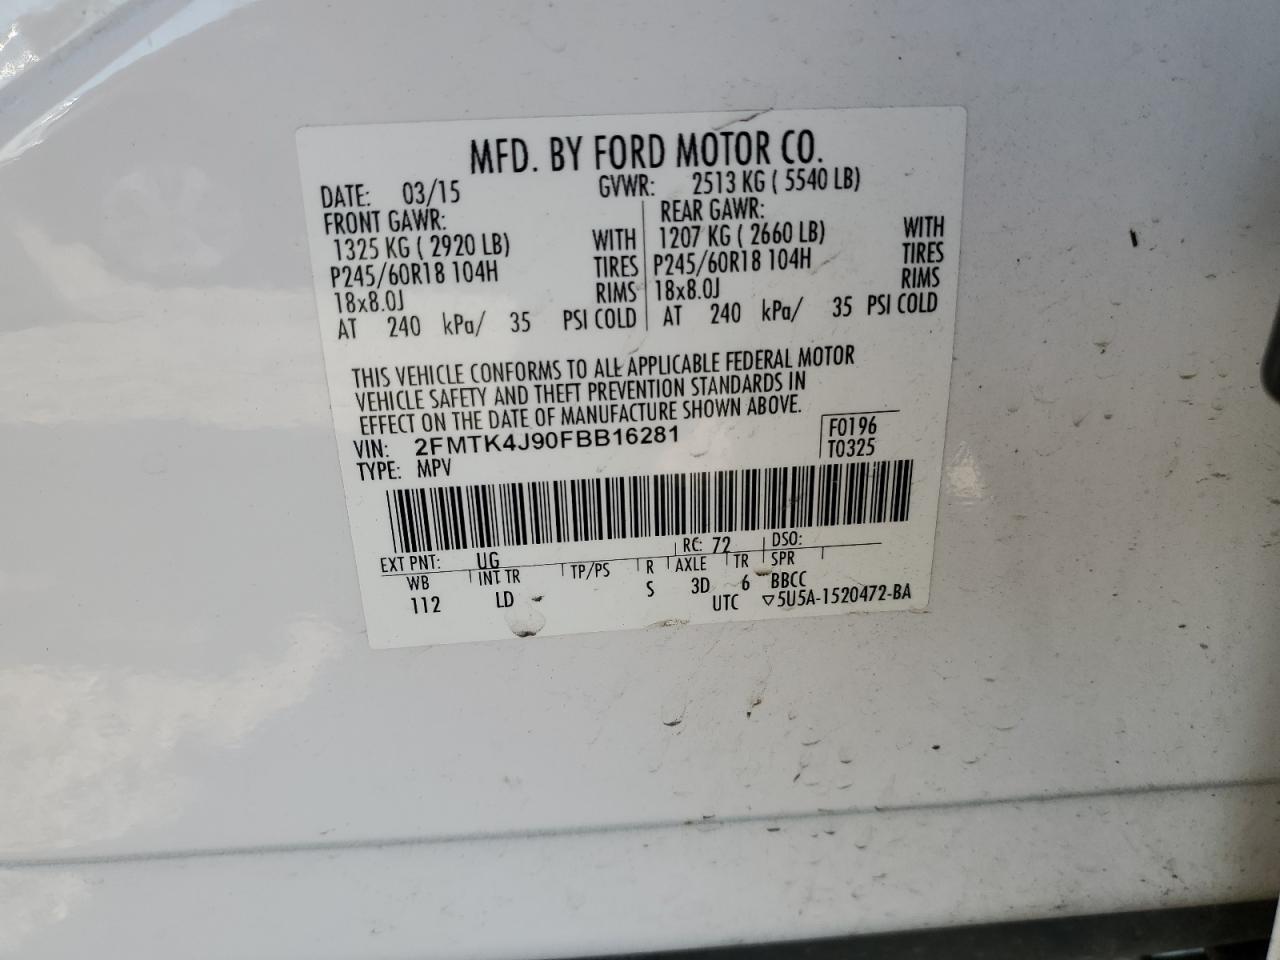 MFD. BY FORD MOTOR CO.
DATE: 03/15 GVWR: 2513 KG ( 5540 LB)
FRONT GAWR: REAR GAWR:
1325 KG ( 2920 LB) WITH 1207 KG ( 2660 LB) WITH
P245/60R18 104H TIRES P245/60R18 104H TIRES
18x8.0J RIMS 18x8.0J RIMS
AT 240 kPa/ 35 PSI COLD AT 240 kPa/ 35 PSI COLD
THIS VEHICLE CONFORMS TO ALL APPLICABLE FEDERAL MOTOR
VEHICLE SAFETY AND THEFT PREVENTION STANDARDS IN
EFFECT ON THE DATE OF MANUFACTURE SHOWN ABOVE.
VIN: 2FMTK4J90FBB16281 F0196
TYPE: MPV T0325
EXT PNT: UG RC: 72 DSO:
WB INT TR TP/PS R AXLE TR SPR
112 LD S 3D 6 BBCC
UTC ▽5U5A-1520472-BA